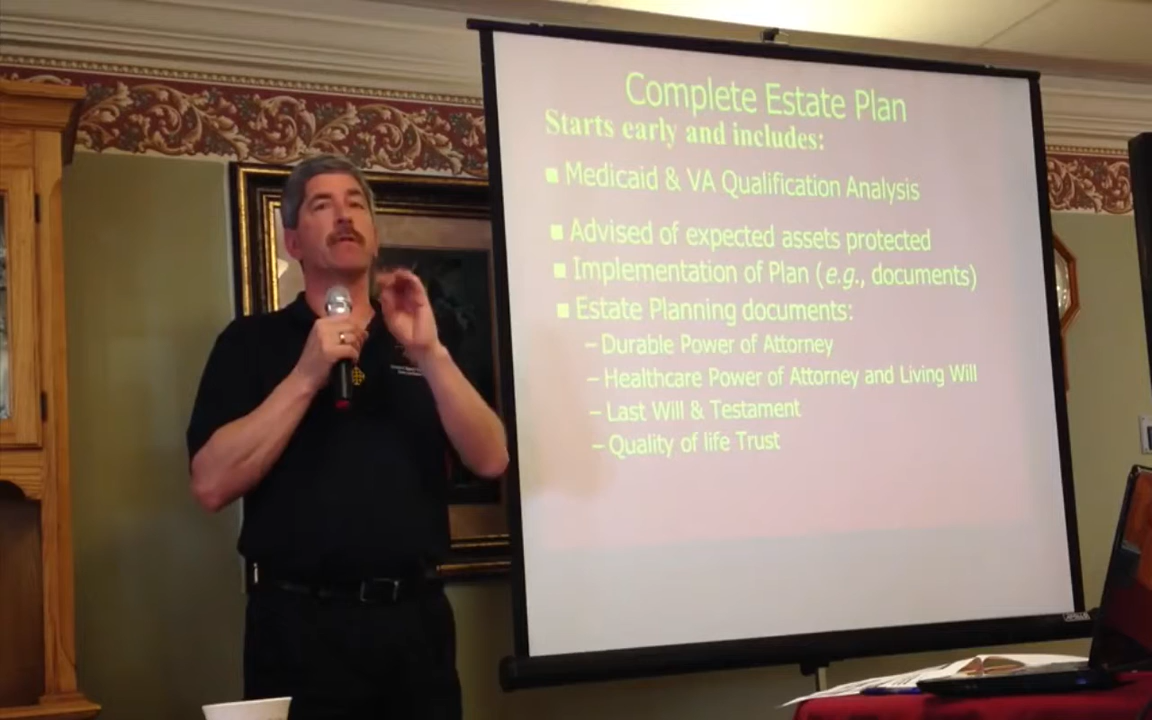 Complete Estate Plan
Starts early and includes:
■ Medicaid & VA Qualification Analysis
■ Advised of expected assets protected
■ Implementation of Plan (e.g., documents)
■ Estate Planning documents:
– Durable Power of Attorney
– Healthcare Power of Attorney and Living Will
– Last Will & Testament
– Quality of life Trust